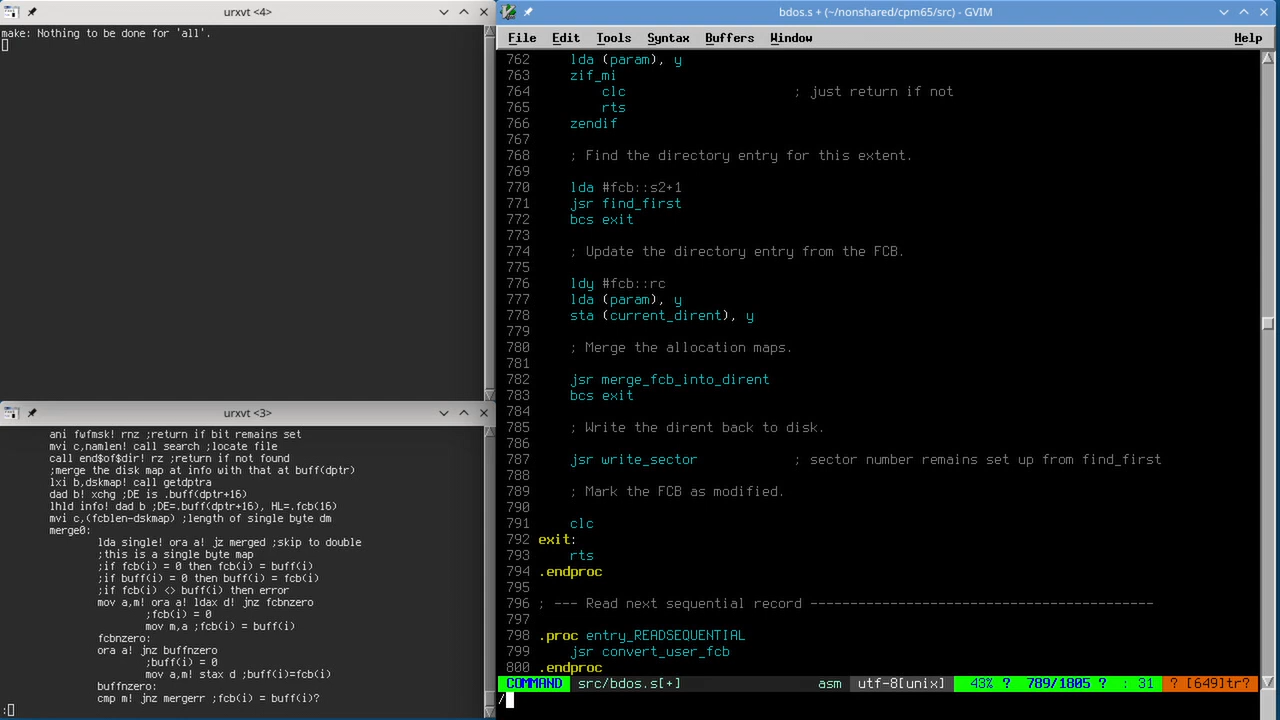 urxvt <4>
make: Nothing to be done for 'all'.
urxvt <3>
ani fwfmsk! rnz ;return if bit remains set
mvi c,namlen! call search ;locate file
call end$of$dir! rz ;return if not found
;merge the disk map at info with that at buff(dptr)
lxi b,dskmap! call getdptra
dad b! xchg ;DE is .buff(dptr+16)
lhld info! dad b ;DE=.buff(dptr+16), HL=.fcb(16)
mvi c,(fcblen-dskmap) ;length of single byte dm
merge0:
lda single! ora a! jz merged ;skip to double
;this is a single byte map
;if fcb(i) = 0 then fcb(i) = buff(i)
;if buff(i) = 0 then buff(i) = fcb(i)
;if fcb(i) <> buff(i) then error
mov a,m! ora a! ldax d! jnz fcbnzero
;fcb(i) = 0
mov m,a ;fcb(i) = buff(i)
fcbnzero:
ora a! jnz buffnzero
;buff(i) = 0
mov a,m! stax d ;buff(i)=fcb(i)
buffnzero:
cmp m! jnz mergerr ;fcb(i) = buff(i)?
:
bdos.s + (~/nonshared/cpm65/src) - GVIM
File Edit Tools Syntax Buffers Window Help
762 lda (param), y
763 zif_mi
764 clc ; just return if not
765 rts
766 zendif
767
768 ; Find the directory entry for this extent.
769
770 lda #fcb::s2+1
771 jsr find_first
772 bcs exit
773
774 ; Update the directory entry from the FCB.
775
776 ldy #fcb::rc
777 lda (param), y
778 sta (current_dirent), y
779
780 ; Merge the allocation maps.
781
782 jsr merge_fcb_into_dirent
783 bcs exit
784
785 ; Write the dirent back to disk.
786
787 jsr write_sector ; sector number remains set up from find_first
788
789 ; Mark the FCB as modified.
790
791 clc
792 exit:
793 rts
794 .endproc
795
796 ; --- Read next sequential record -------------------------------------------
797
798 .proc entry_READSEQUENTIAL
799 jsr convert_user_fcb
800 .endproc
COMMAND src/bdos.s[+] asm utf-8[unix] 43% ? 789/1805 ? : 31 ? [649]tr?
/